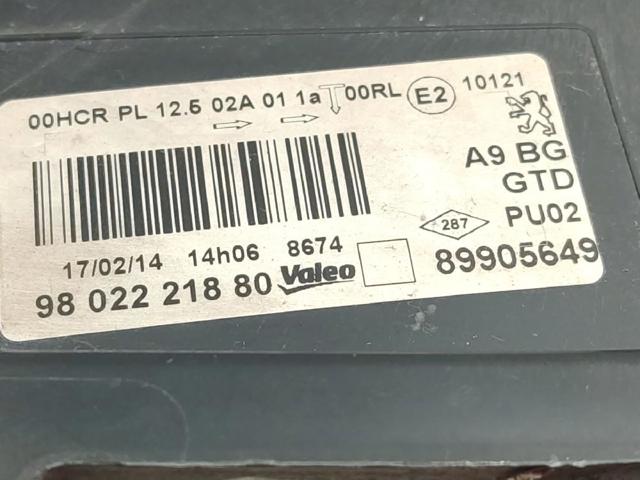 00HCR PL 12.5 02A 01 1a 00RL E2 10121
A9 BG
GTD
287 PU02
17/02/14 14h06 8674
98 022 218 80 Valeo 89905649